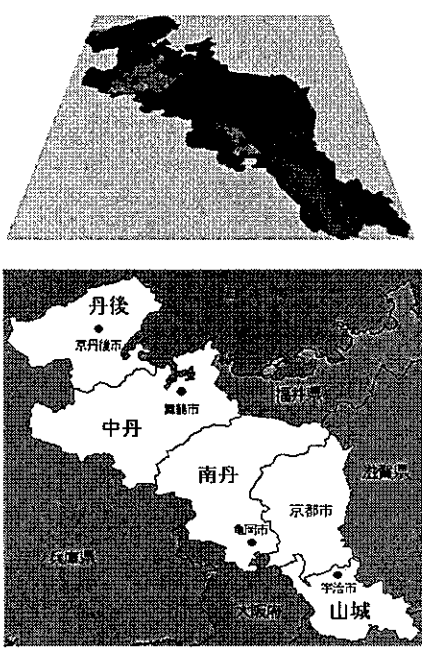 丹後
京丹後市
舞鶴市
福井県
中丹
南丹
滋賀県
京都市
亀岡市
兵庫県
宇治市
大阪府
山城